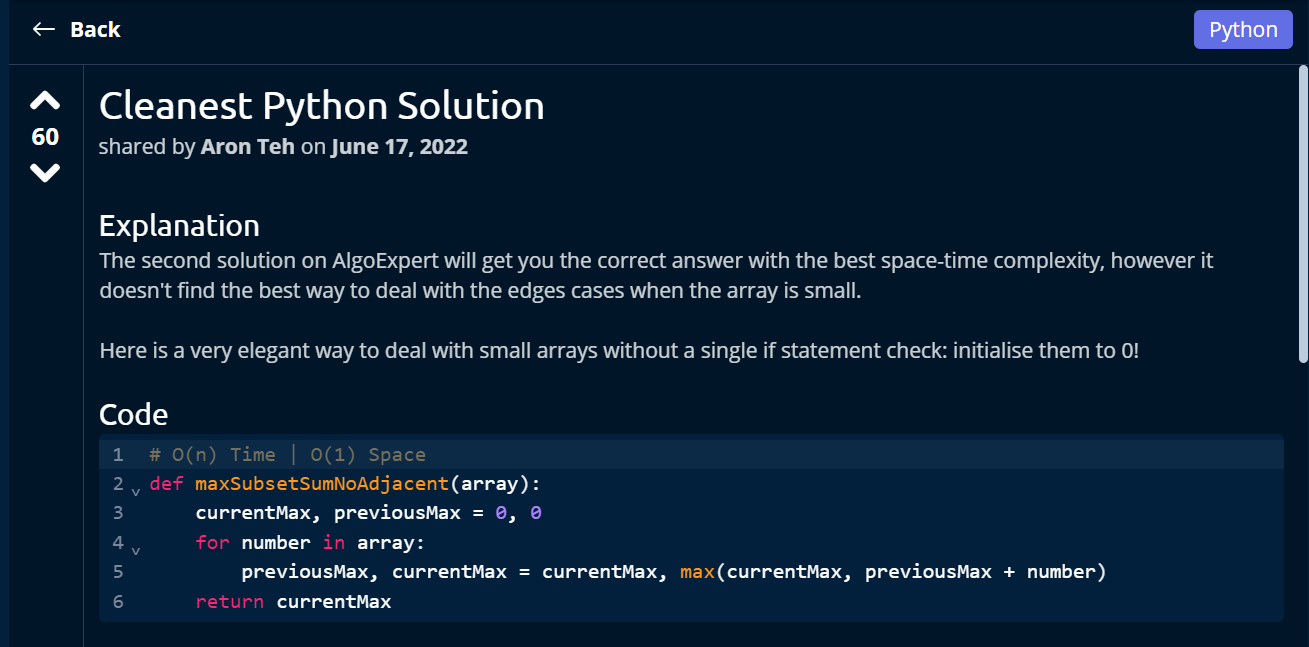 ← Back
Python
60
Cleanest Python Solution
shared by Aron Teh on June 17, 2022
Explanation
The second solution on AlgoExpert will get you the correct answer with the best space-time complexity, however it
doesn't find the best way to deal with the edges cases when the array is small.
Here is a very elegant way to deal with small arrays without a single if statement check: initialise them to 0!
Code
1 # O(n) Time | O(1) Space
2 def maxSubsetSumNoAdjacent(array):
3     currentMax, previousMax = 0, 0
4     for number in array:
5         previousMax, currentMax = currentMax, max(currentMax, previousMax + number)
6     return currentMax